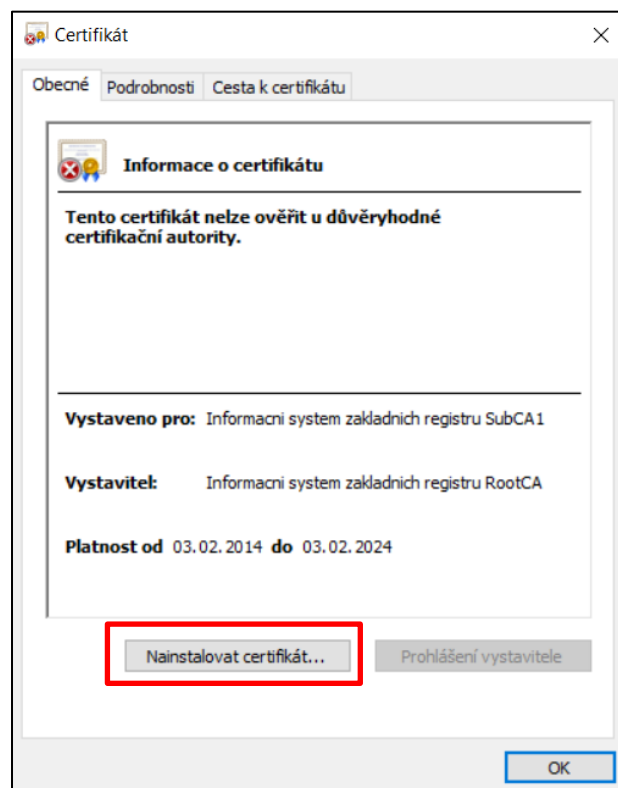 Certifikát
Obecné Podrobnosti Cesta k certifikátu
Informace o certifikátu
Tento certifikát nelze ověřit u důvěryhodné
certifikační autority.
Vystaveno pro: Informacni system zakladnich registru SubCA1
Vystavitel: Informacni system zakladnich registru RootCA
Platnost od 03.02.2014 do 03.02.2024
Nainstalovat certifikát... Prohlášení vystavitele
OK